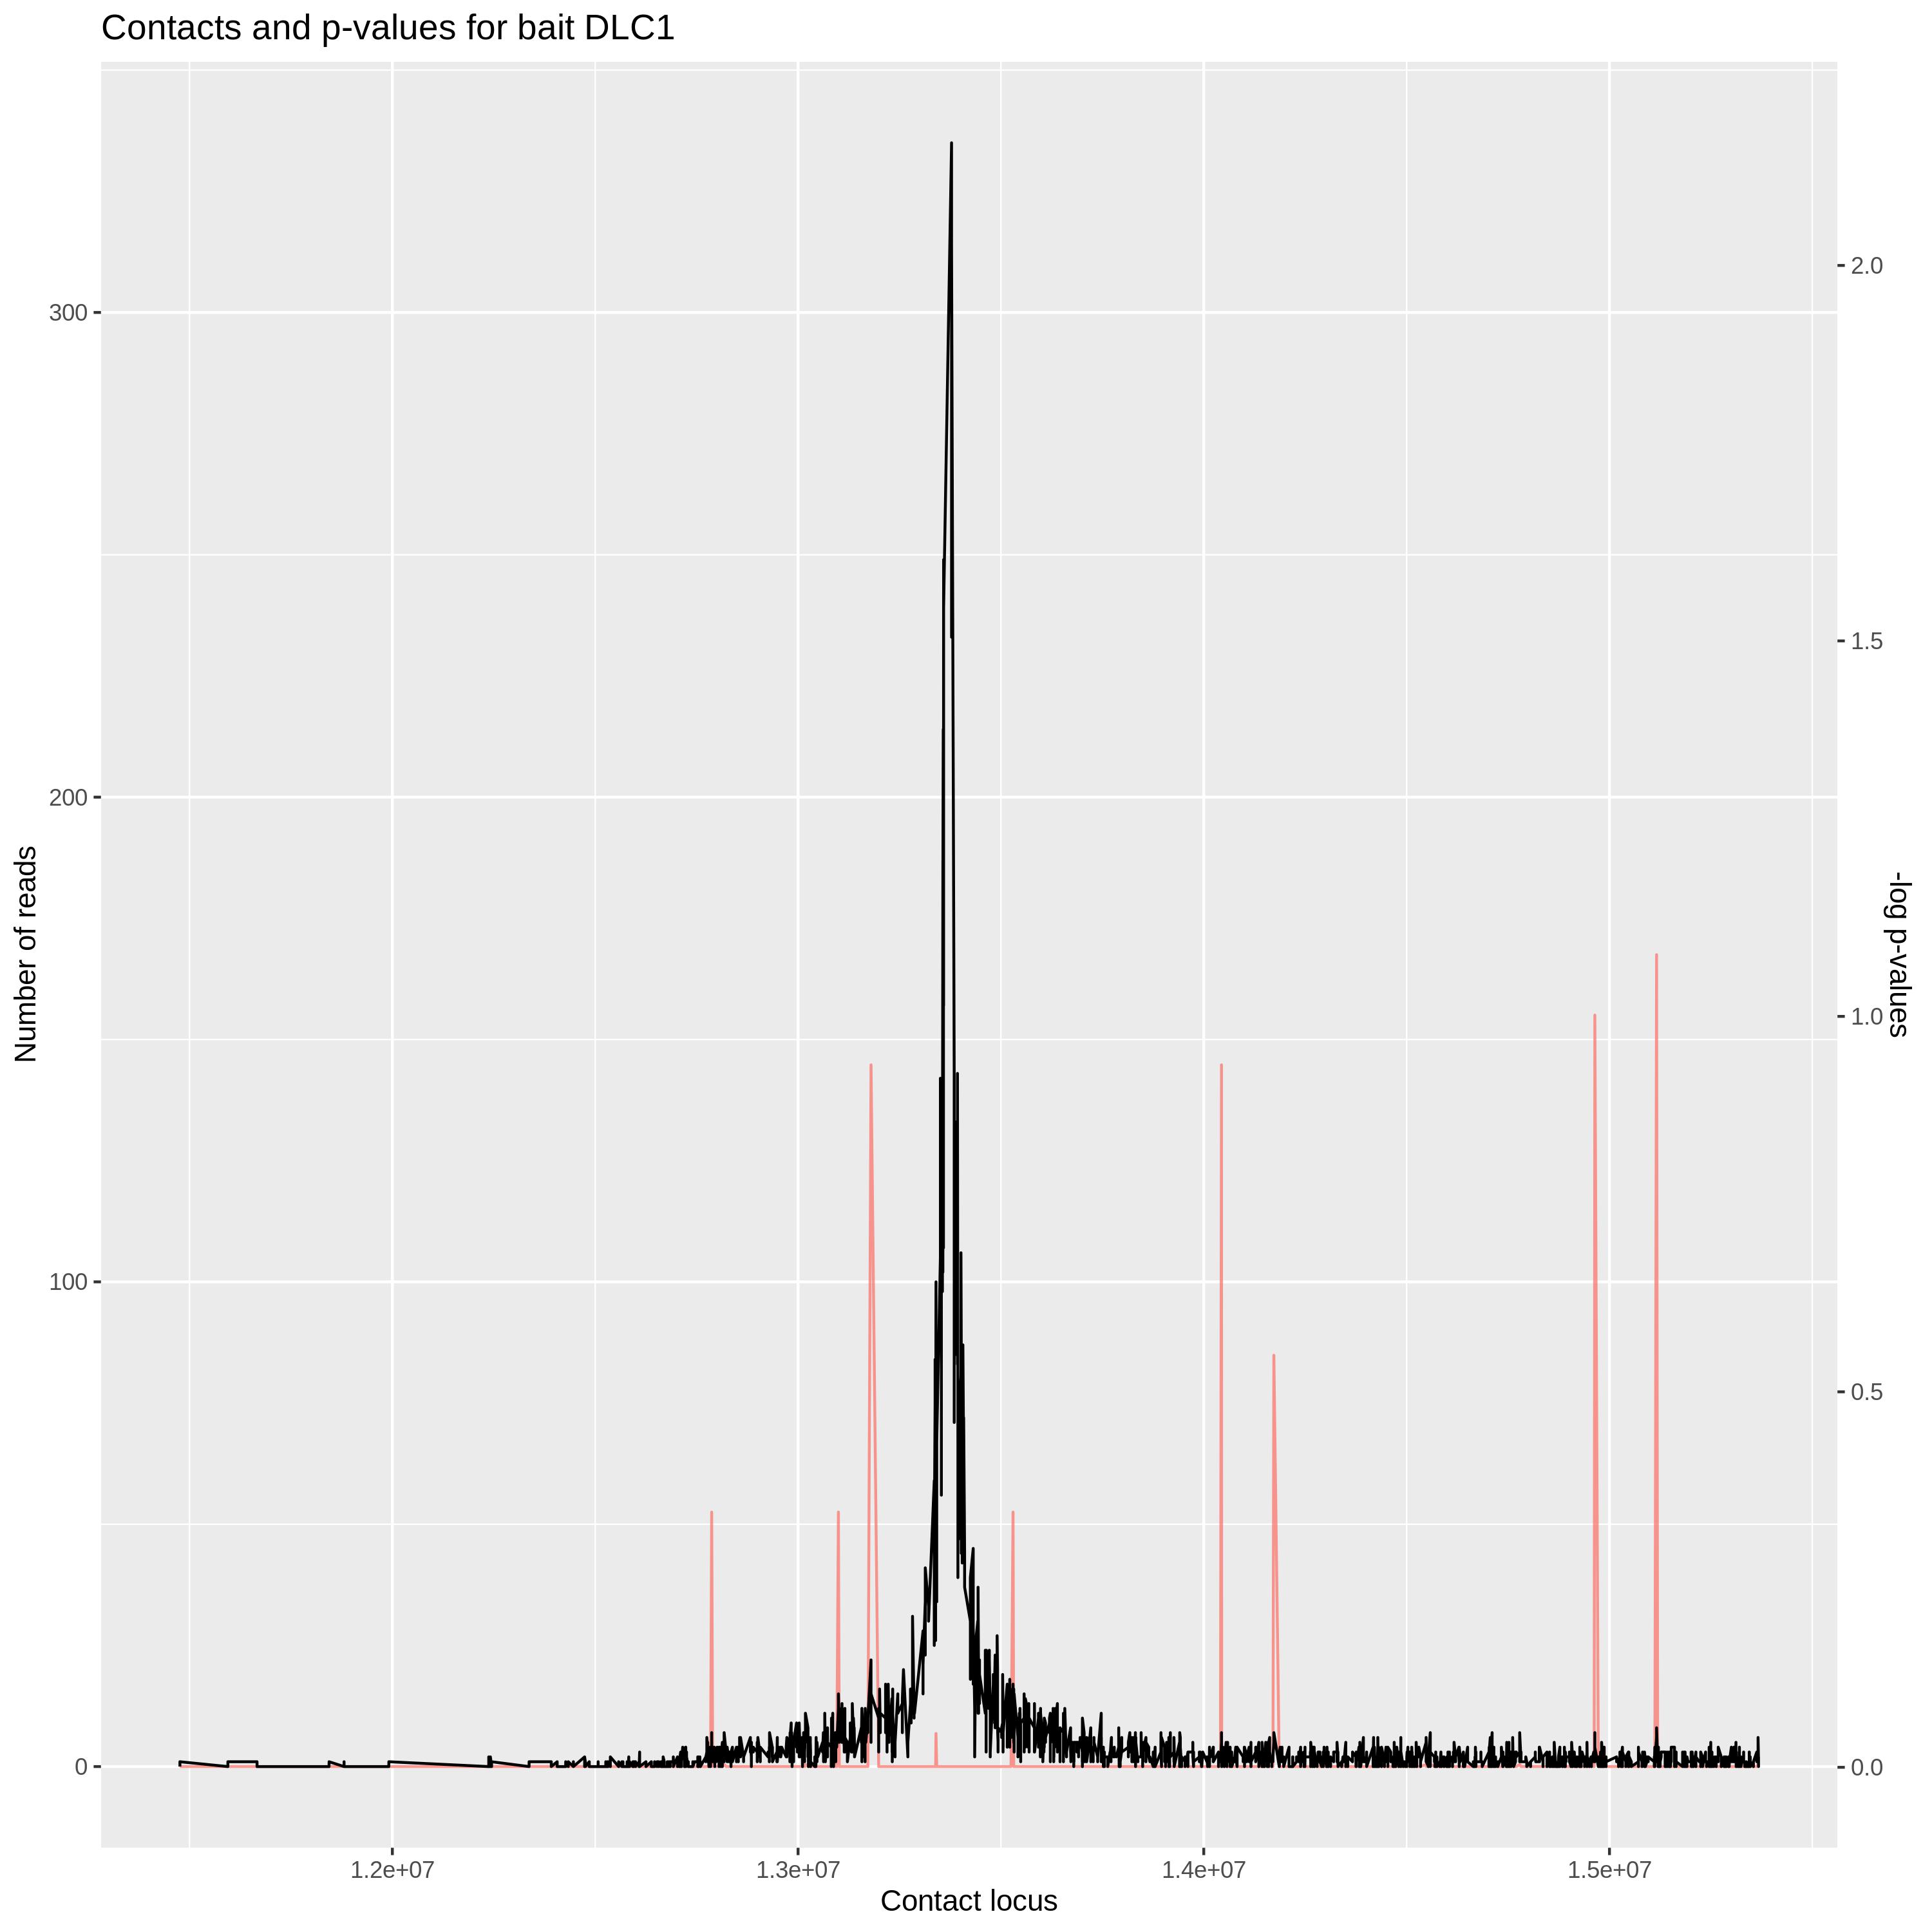 Contacts and p-values for bait DLC1
300
200
100
0
Number of reads
2.0
1.5
1.0
0.5
0.0
-log p-values
1.2e+07
1.3e+07
1.4e+07
1.5e+07
Contact locus